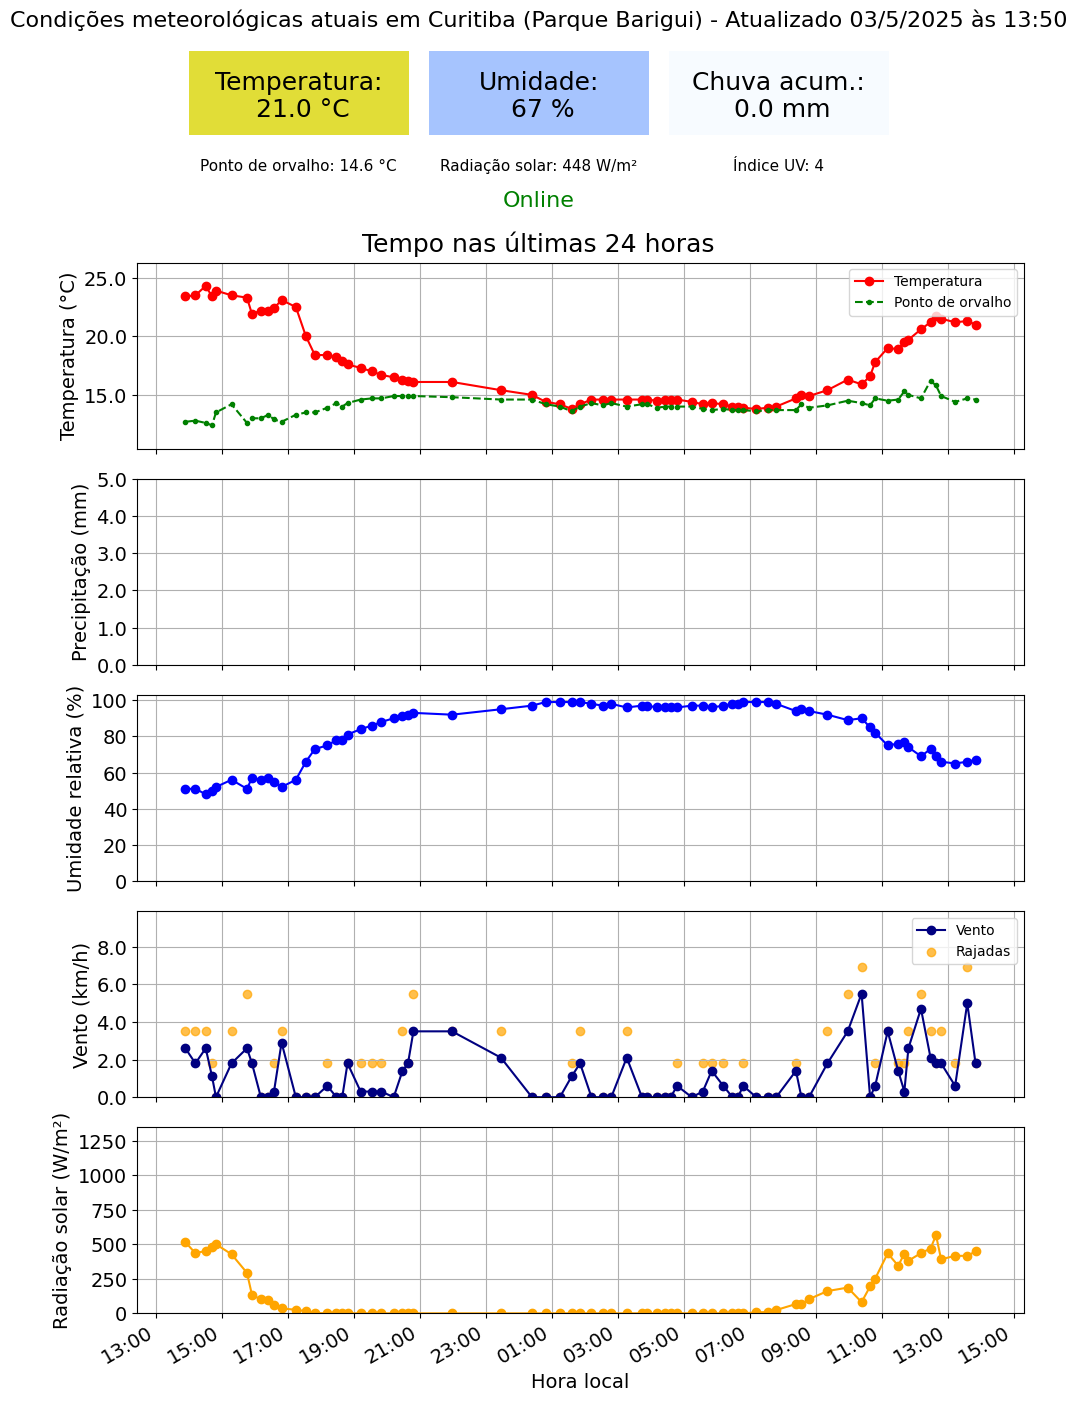 Condições meteorológicas atuais em Curitiba (Parque Barigui) - Atualizado 03/5/2025 às 13:50
Temperatura:
21.0 °C
Umidade:
67 %
Chuva acum.:
0.0 mm
Ponto de orvalho: 14.6 °C
Radiação solar: 448 W/m²
Índice UV: 4
Online
Tempo nas últimas 24 horas
Temperatura (°C)
25.0
20.0
15.0
Temperatura
Ponto de orvalho
Precipitação (mm)
5.0
4.0
3.0
2.0
1.0
0.0
Umidade relativa (%)
100
80
60
40
20
0
Vento (km/h)
8.0
6.0
4.0
2.0
0.0
Vento
Rajadas
Radiação solar (W/m²)
1250
1000
750
500
250
0
13:00
15:00
17:00
19:00
21:00
23:00
01:00
03:00
05:00
07:00
09:00
11:00
13:00
15:00
Hora local